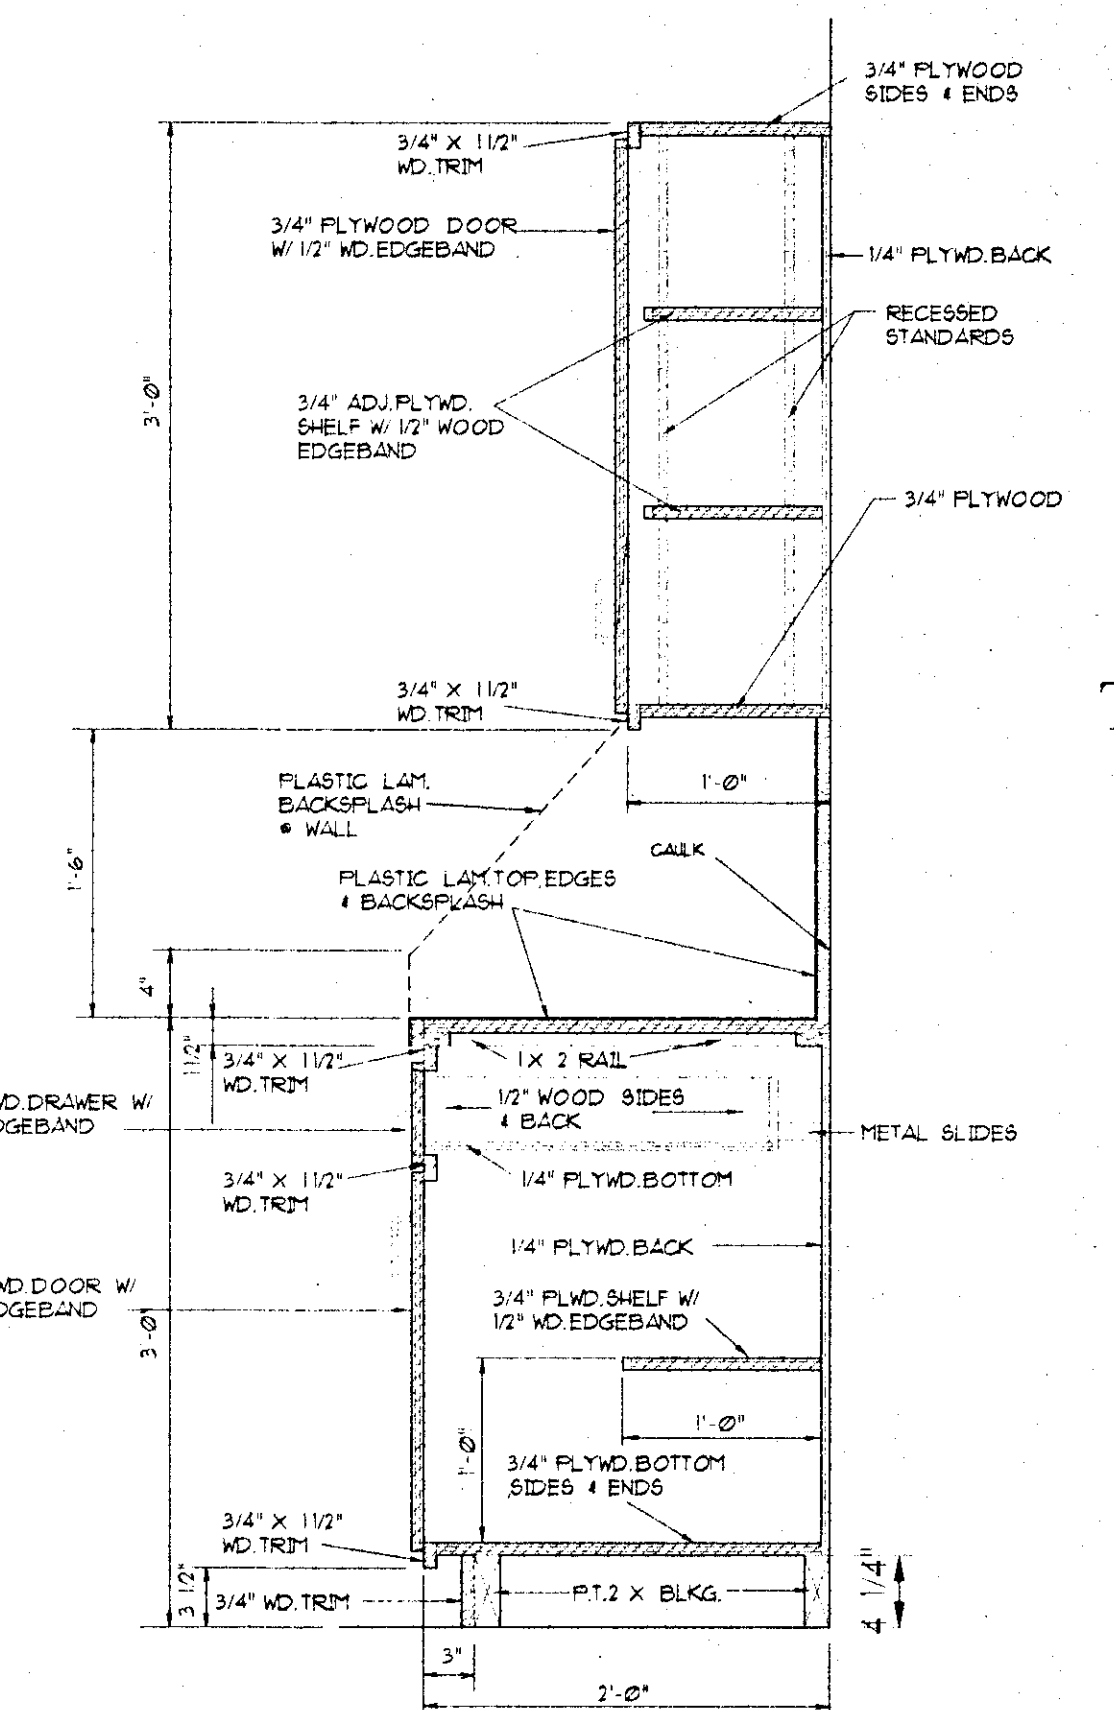 3/4" PLYWOOD
SIDES & ENDS
3/4" X 1 1/2"
WD. TRIM
3/4" PLYWOOD DOOR
W/ 1/2" WD. EDGEBAND
1/4" PLYWD. BACK
RECESSED
STANDARDS
3'-0"
3/4" ADJ. PLYWD.
SHELF W/ 1/2" WOOD
EDGEBAND
3/4" PLYWOOD
3/4" X 1 1/2"
WD. TRIM
PLASTIC LAM.
BACKSPLASH
@ WALL
1'-0"
1'-6"
CAULK
PLASTIC LAM. TOP, EDGES
& BACKSPLASH
4"
1 1/2"
3/4" X 1 1/2"
WD. TRIM
1 X 2 RAIL
WD. DRAWER W/
DGEBAND
1/2" WOOD SIDES
& BACK
METAL SLIDES
3/4" X 1 1/2"
WD. TRIM
1/4" PLYWD. BOTTOM
1/4" PLYWD. BACK
WD. DOOR W/
DGEBAND
3/4" PLWD. SHELF W/
1/2" WD. EDGEBAND
3'-0"
1'-0"
1'-0"
3/4" PLYWD. BOTTOM
SIDES & ENDS
3/4" X 1 1/2"
WD. TRIM
3 1/2"
3/4" WD. TRIM
P.T. 2 X BLKG.
4 1/4"
3"
2'-0"